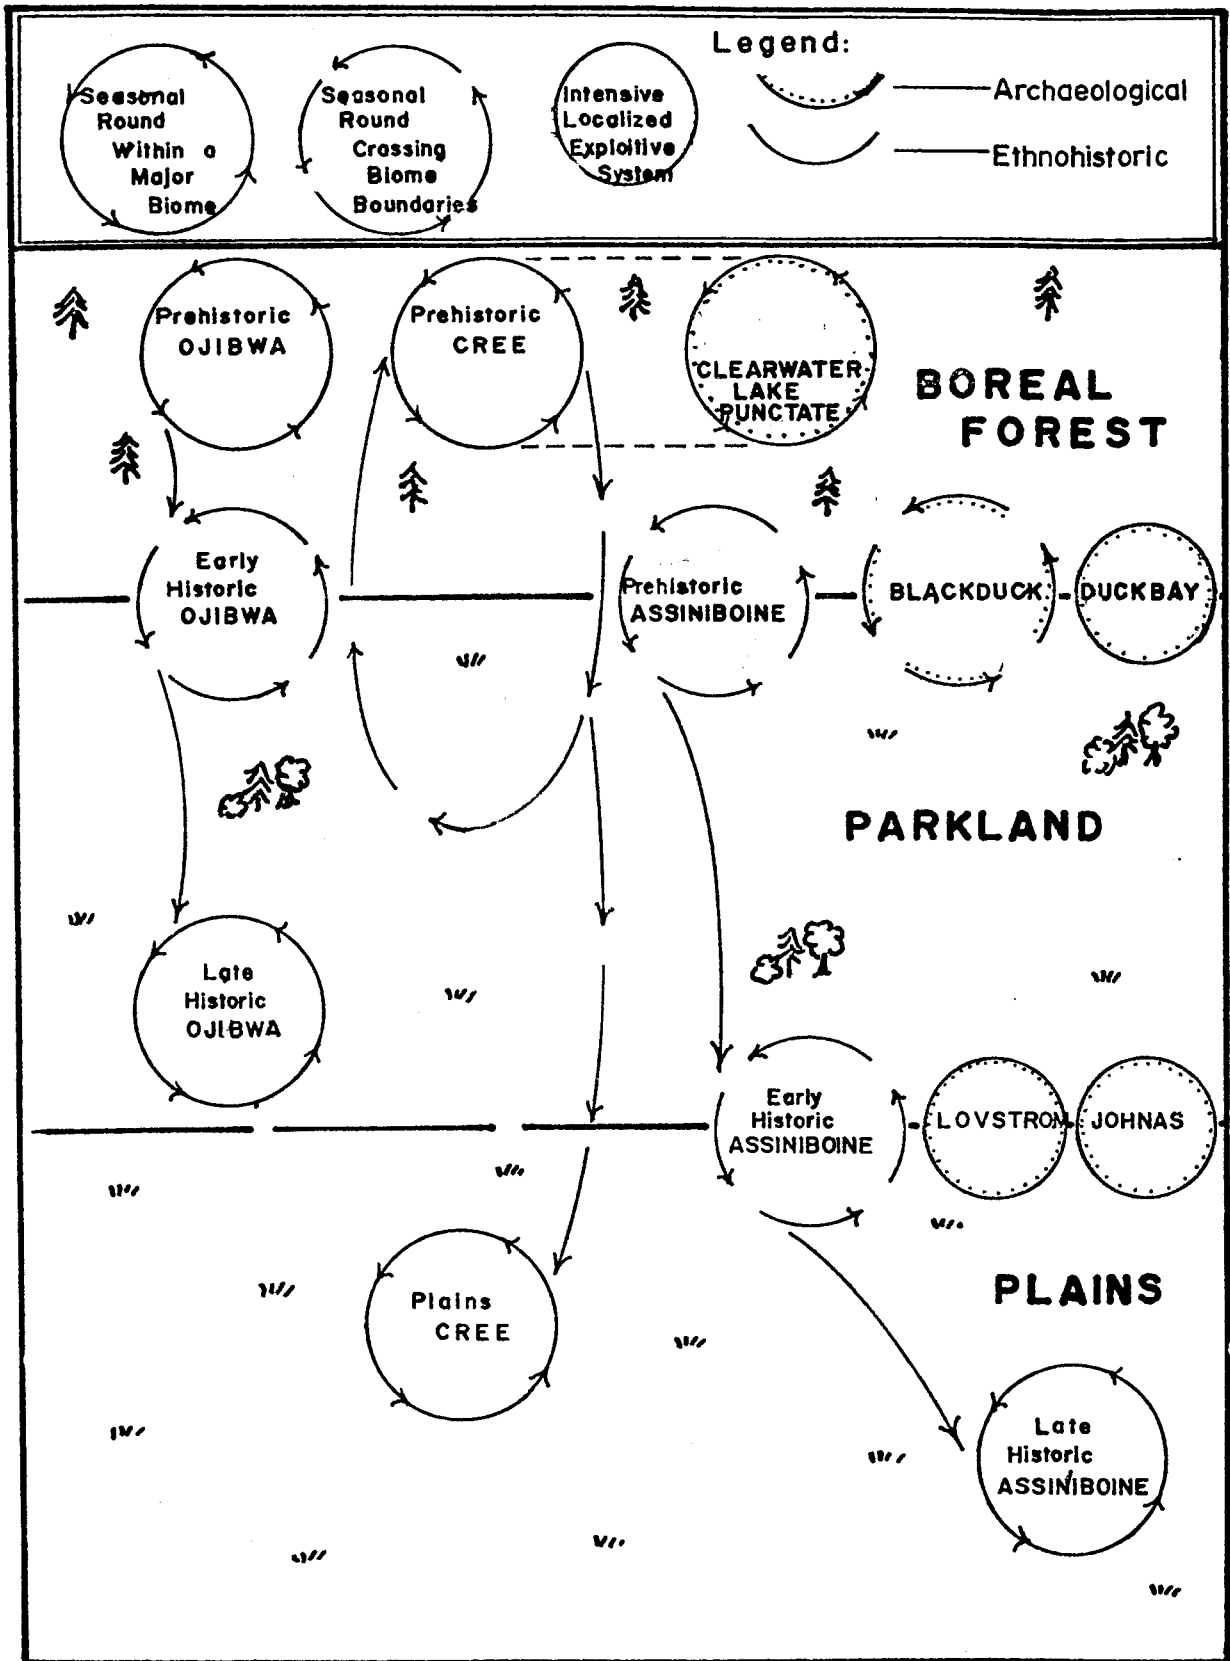 Legend:
Seasonal
Round
Within a
Major
Biome
Seasonal
Round
Crossing
Biome
Boundaries
Intensive
Localized
Exploitive
System
Archaeological
Ethnohistoric
Prehistoric
OJIBWA
Prehistoric
CREE
CLEARWATER
LAKE
PUNCTATE
BOREAL
FOREST
Early
Historic
OJIBWA
Prehistoric
ASSINIBOINE
BLACKDUCK
DUCKBAY
PARKLAND
Late
Historic
OJIBWA
Early
Historic
ASSINIBOINE
LOVSTROM
JOHNAS
Plains
CREE
PLAINS
Late
Historic
ASSINIBOINE